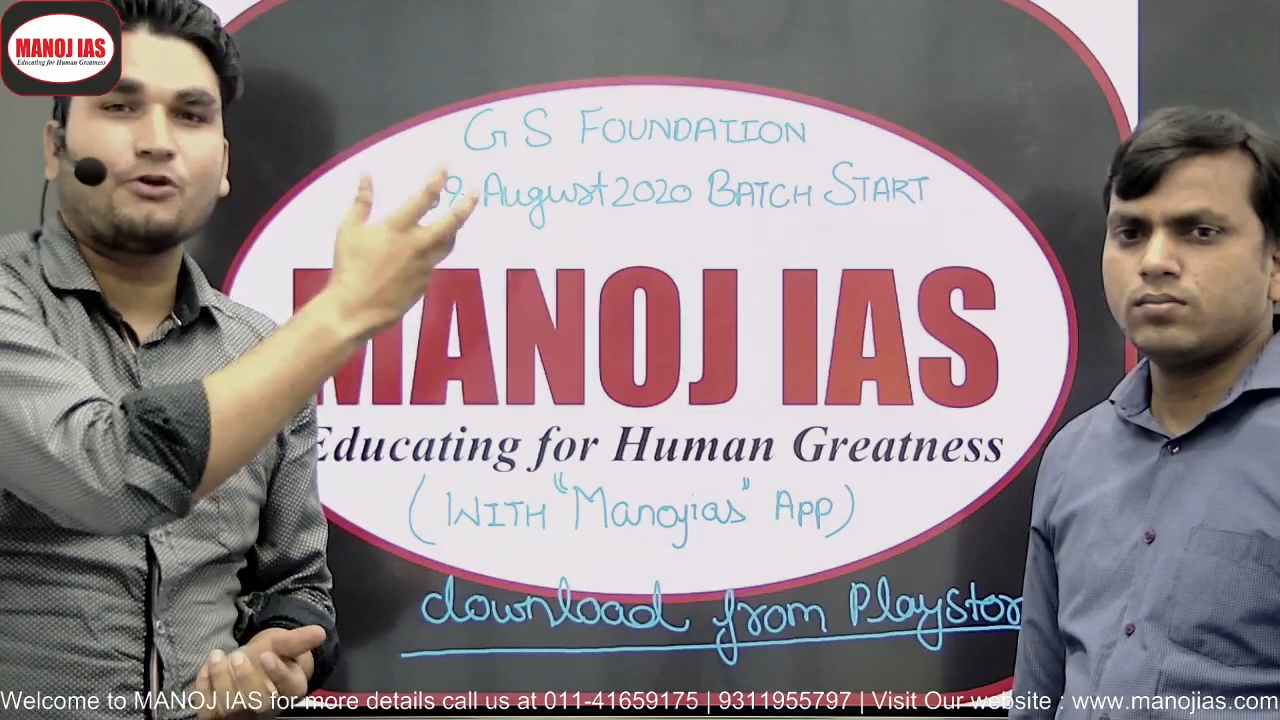 MANOJ IAS
Educating for Human Greatness
GS FOUNDATION
August 2020 BATCH START
MANOJ IAS
Educating for Human Greatness
(WITH "Manojias" APP)
download from Playstor
Welcome to MANOJ IAS for more details call us at 011-41659175 | 9311955797 | Visit Our website : www.manojias.com